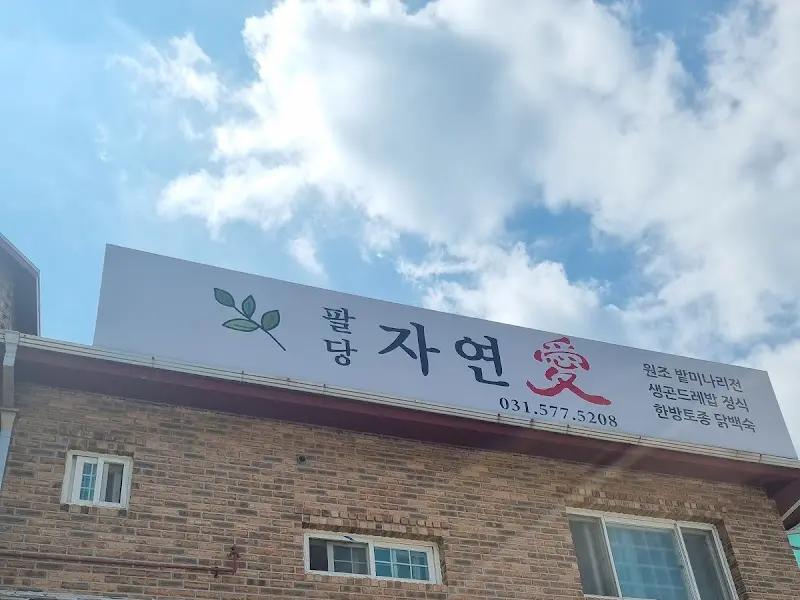 팔당 자연愛
031.577.5208
원조 밭미나리전
생곤드레밥 정식
한방토종 닭백숙